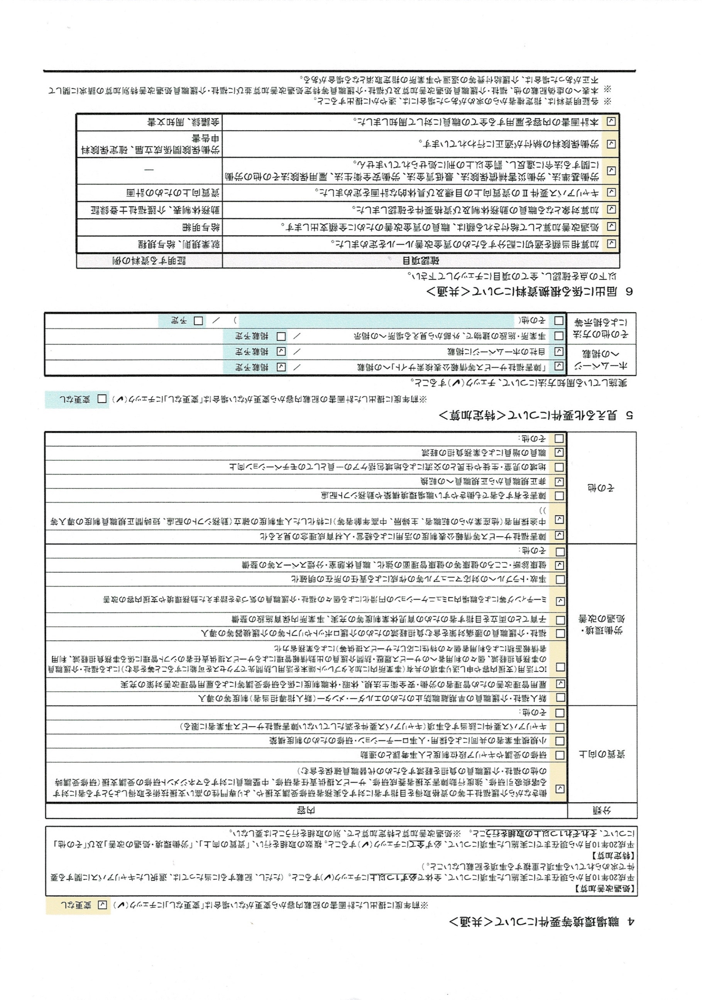 4 職場環境等要件について＜共通＞
※前年度に提出した計画書の記載内容から変更がない場合は「変更なし」にチェック(✔) ☑ 変更なし
【処遇改善加算】
平成20年10月から現在までに実施した事項について、全体で必ず1つ以上にチェック(✔)すること。(ただし、記載するに当たっては、選択したキャリアパスに関する要
件で求められている事項と重複する事項を記載しないこと。)
【特定加算】
平成20年10月から現在までに実施した事項について、必ず全てにチェック(✔)すること。複数の取組を行い、「資質の向上」、「労働環境・処遇の改善」及び「その他」
について、それぞれ1つ以上の取組を行うこと。 ※処遇改善加算と特定加算とで、別の取組を行うことは要しない。
分類 内容
資質の向上
☑ 働きながら介護福祉士等の資格取得を目指す者に対する実務者研修受講支援や、より専門性の高い支援技術を取得しようとする者に対す
る喀痰吸引研修、強度行動障害支援者養成研修、サービス提供責任者研修、中堅職員に対するマネジメント研修の受講支援(研修受講時
の他の福祉・介護職員の負担を軽減するための代替職員確保を含む)
☐ 研修の受講やキャリア段位制度と人事考課との連動
☐ 小規模事業者の共同による採用・人事ローテーション・研修のための制度構築
☐ キャリアパス要件に該当する事項(キャリアパス要件を満たしていない障害福祉サービス事業者に限る)
☐ その他:
労働環境・
処遇の改善
☐ 新人福祉・介護職員の早期離職防止のためのエルダー・メンター(新人指導担当者)制度等の導入
☑ 雇用管理改善のため管理者の労働・安全衛生法規、休暇・休職制度に係る研修受講等による雇用管理改善対策の充実
☐ ICT活用(支援内容や申し送り事項の共有(事業所内に加えタブレット端末を活用し訪問先でアクセスを可能にすること等を含む)による福祉・介護職員
の事務負担軽減、個々の利用者へのサービス履歴・訪問介護員の出勤情報管理によるサービス提供責任者のシフト管理に係る事務負担軽減、利用
者情報蓄積による利用者個々の特性に応じたサービス提供等)による業務省力化
☐ 福祉・介護職員の腰痛対策を含む負担軽減のための介護ロボットやリフト等の介護機器等の導入
☐ 子育てとの両立を目指す者のための育児休業制度等の充実、事業所内保育施設の整備
☑ ミーティング等による職場内コミュニケーションの円滑化による個々の福祉・介護職員の気づきを踏まえた勤務環境や支援内容の改善
☐ 事故・トラブルへの対応マニュアル等の作成による責任の所在の明確化
☑ 健康診断・こころの健康等の健康管理面の強化、職員休憩室・分煙スペース等の整備
☐ その他:
その他
☑ 障害福祉サービス等情報公表制度の活用による経営・人材育成理念の見える化
☑ 中途採用者(他産業からの転職者、主婦層、中高年齢者等)に特化した人事制度の確立(勤務シフトの配慮、短時間正規職員制度の導入等
))
☐ 障害を有する者でも働きやすい職場環境構築や勤務シフト配慮
☑ 非正規職員から正規職員への転換
☐ 地域の児童・生徒や住民との交流による地域包括ケアの一員としてのモチベーション向上
☑ 職員の増員による業務負担の軽減
☐ その他:
5 見える化要件について＜特定加算＞
※前年度に提出した計画書の記載内容から変更がない場合は「変更なし」にチェック(✔) ☐ 変更なし
実施している周知方法について、チェック(✔)すること。
ホームページ
への掲載
☑ 「障害福祉サービス等情報公表検索サイト」への掲載 / ☑ 掲載予定
☑ 自社のホームページに掲載 / ☑ 掲載予定
その他の方法
による掲示等
☐ 事業所・施設の建物で、外部から見える場所への掲示 / ☐ 掲載予定
☐ その他( ) / ☐ 予定
6 届出に係る根拠資料について＜共通＞
以下の点を確認し、全ての項目にチェックして下さい。
確認項目 証明する資料の例
☑ 加算相当額を適切に配分するための賃金改善ルールを定めました。 就業規則、給与規程
☑ 処遇改善加算として給付される額は、職員の賃金改善のために全額支出します。 給与明細
☑ 加算対象となる職員の勤務体制及び資格要件を確認しました。 勤務体制表、介護福祉士登録証
☑ キャリアパス要件Ⅱの資質向上の目標及び具体的な計画を定めました。 資質向上のための計画
☑ 労働基準法、労働災害補償保険法、最低賃金法、労働安全衛生法、雇用保険法その他の労働
に関する法令に違反し、罰金以上の刑に処せられていません。 ―
☑ 労働保険料の納付が適正に行われています。 労働保険関係成立届、確定保険料
申告書
☑ 本計画書の内容を雇用する全ての職員に対して周知しました。 会議録、周知文書
※ 各証明資料は、指定権者からの求めがあった場合には、速やかに提出すること。
※ 本表への虚偽記載の他、福祉・介護職員処遇改善加算及び福祉・介護職員等特定処遇改善加算並びに福祉・介護職員処遇改善特別加算の請求に関して
不正があった場合は、介護給付費等の返還や事業所の指定取消となる場合がある。